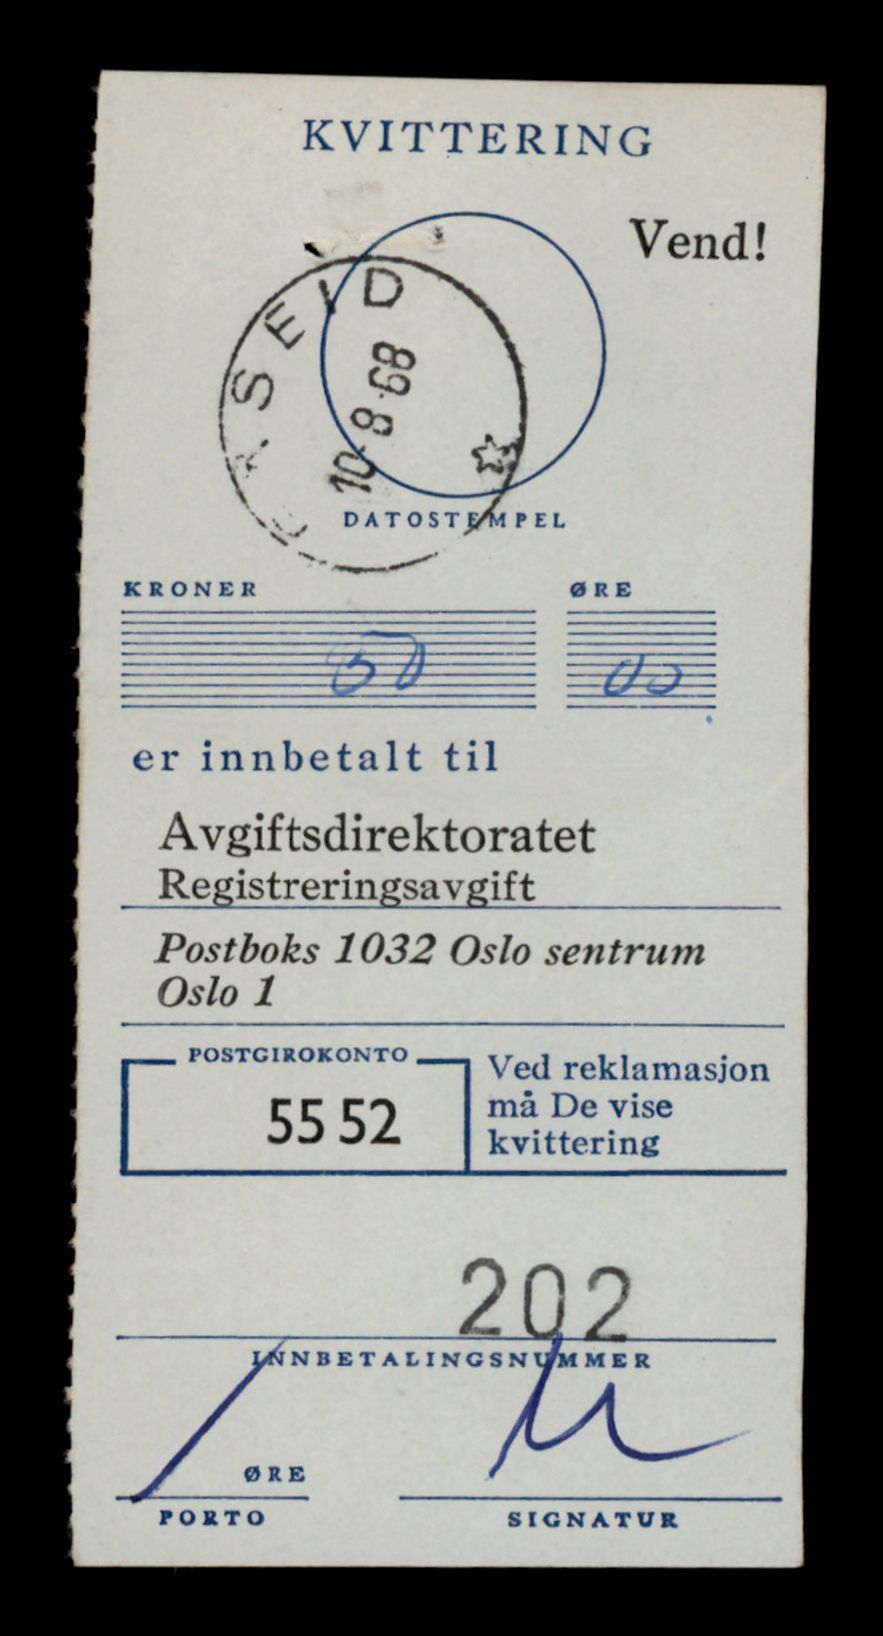 KVITTERING
Vend!
10.8.68
DATOSTEMPEL
KRONER ØRE
50 00
er innbetalt til
Avgiftsdirektoratet
Registreringsavgift
Postboks 1032 Oslo sentrum
Oslo 1
POSTGIROKONTO
55 52
Ved reklamasjon
må De vise
kvittering
202
INNBETALINGSNUMMER
ØRE
PORTO SIGNATUR